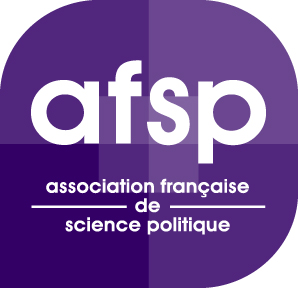 afsp
association française
de
science politique